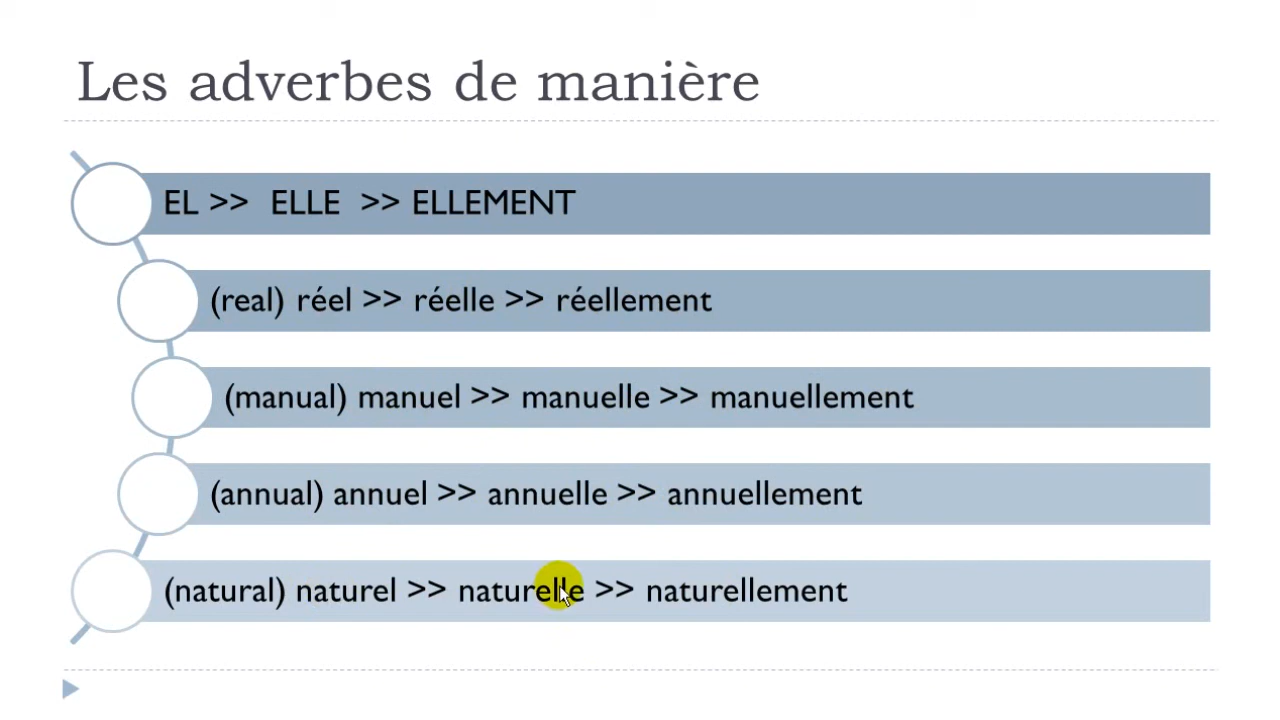 Les adverbes de manière
EL >> ELLE >> ELLEMENT
(real) réel >> réelle >> réellement
(manual) manuel >> manuelle >> manuellement
(annual) annuel >> annuelle >> annuellement
(natural) naturel >> naturelle >> naturellement